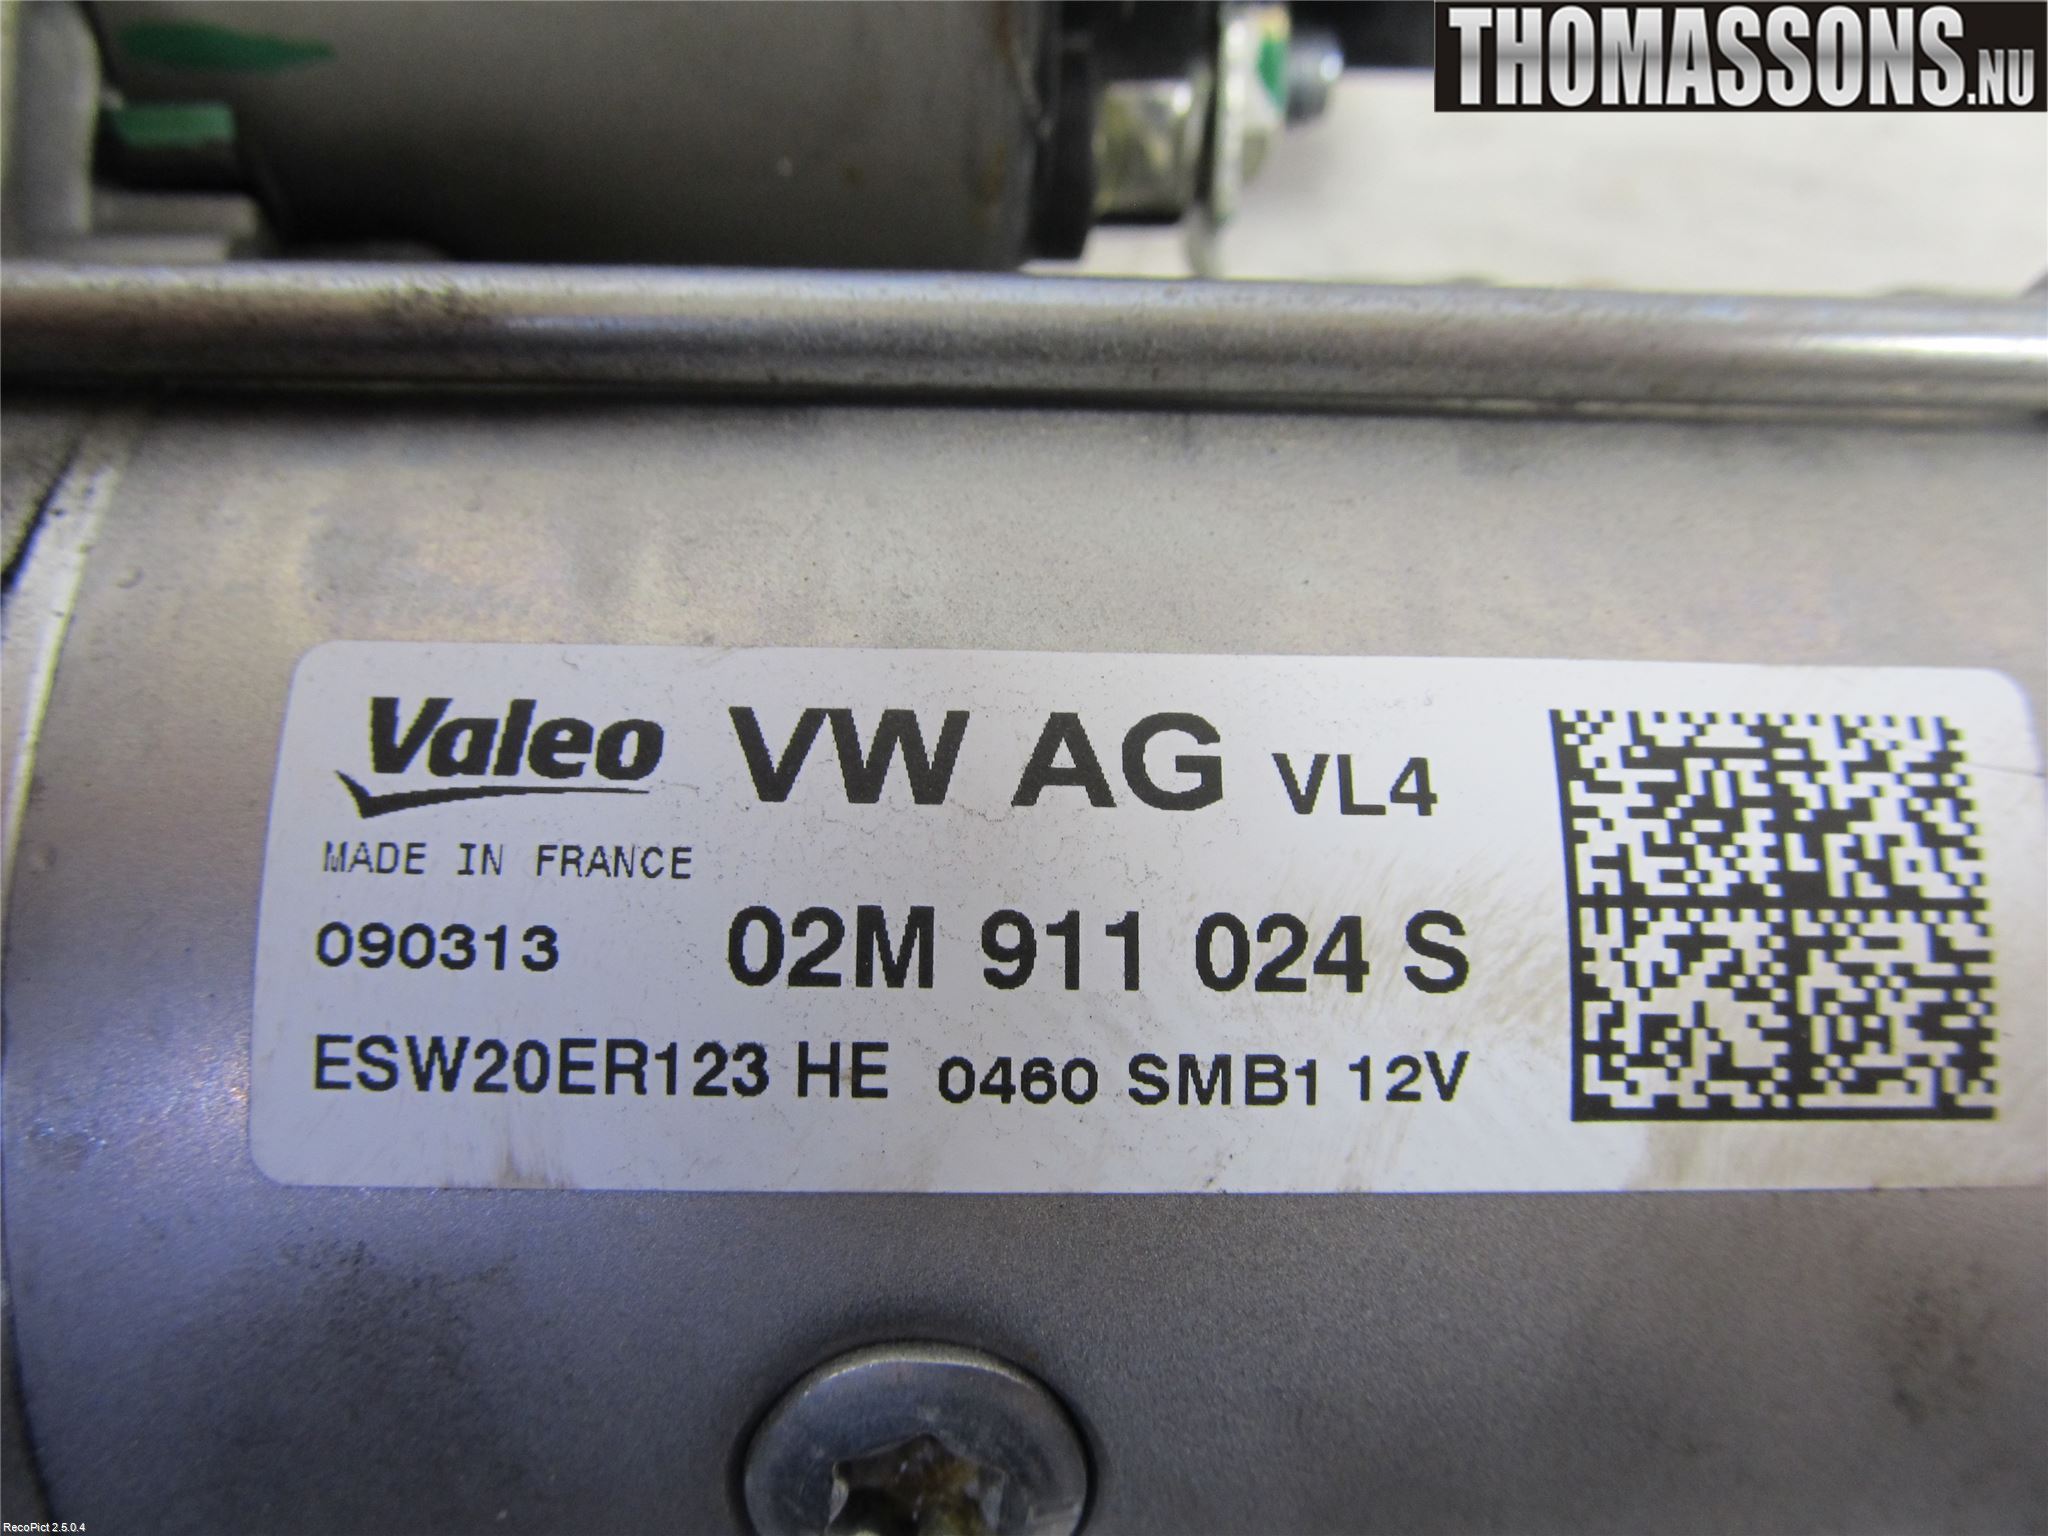 THOMASSONS.NU
Valeo VW AG VL4
MADE IN FRANCE
090313 02M 911 024 S
ESW20ER123 HE 0460 SMB1 12V
RecoPict 2.5.0.4